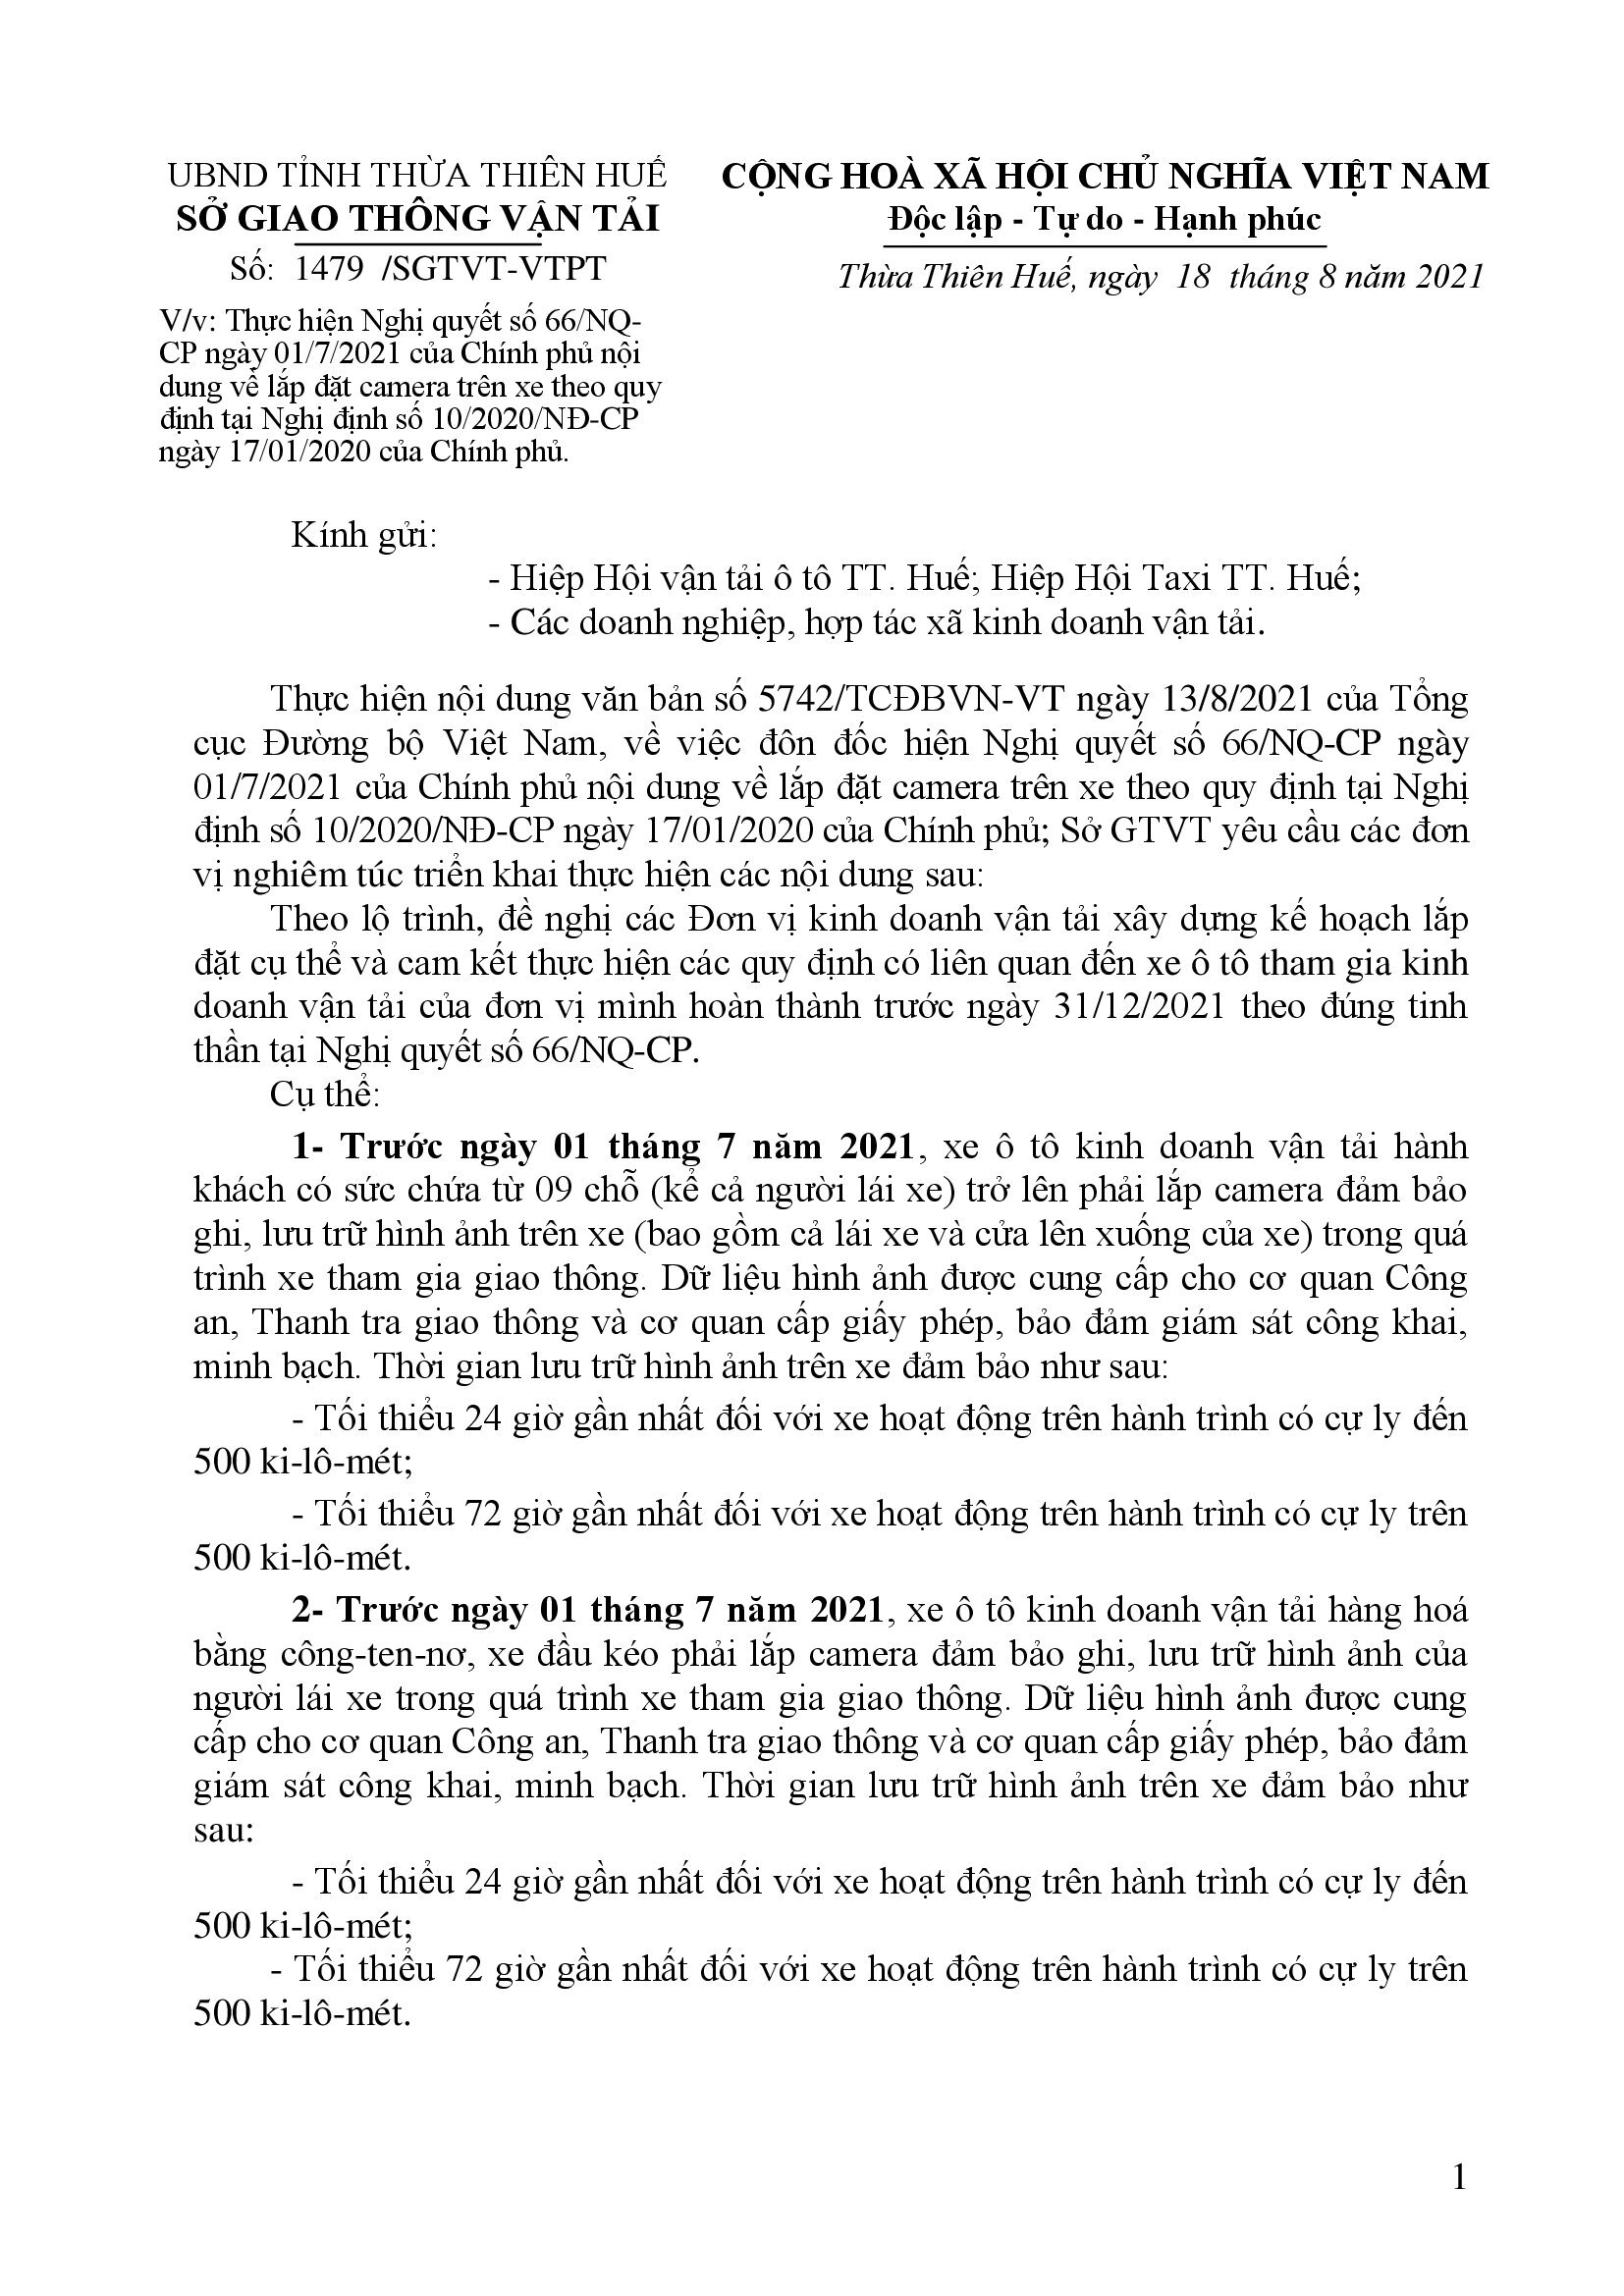 UBND TỈNH THỪA THIÊN HUẾ
SỞ GIAO THÔNG VẬN TẢI
Số: 1479 /SGTVT-VTPT
V/v: Thực hiện Nghị quyết số 66/NQ-
CP ngày 01/7/2021 của Chính phủ nội
dung về lắp đặt camera trên xe theo quy
định tại Nghị định số 10/2020/NĐ-CP
ngày 17/01/2020 của Chính phủ.
CỘNG HOÀ XÃ HỘI CHỦ NGHĨA VIỆT NAM
Độc lập - Tự do - Hạnh phúc
Thừa Thiên Huế, ngày 18 tháng 8 năm 2021
Kính gửi:
- Hiệp Hội vận tải ô tô TT. Huế; Hiệp Hội Taxi TT. Huế;
- Các doanh nghiệp, hợp tác xã kinh doanh vận tải.
Thực hiện nội dung văn bản số 5742/TCĐBVN-VT ngày 13/8/2021 của Tổng
cục Đường bộ Việt Nam, về việc đôn đốc hiện Nghị quyết số 66/NQ-CP ngày
01/7/2021 của Chính phủ nội dung về lắp đặt camera trên xe theo quy định tại Nghị
định số 10/2020/NĐ-CP ngày 17/01/2020 của Chính phủ; Sở GTVT yêu cầu các đơn
vị nghiêm túc triển khai thực hiện các nội dung sau:
Theo lộ trình, đề nghị các Đơn vị kinh doanh vận tải xây dựng kế hoạch lắp
đặt cụ thể và cam kết thực hiện các quy định có liên quan đến xe ô tô tham gia kinh
doanh vận tải của đơn vị mình hoàn thành trước ngày 31/12/2021 theo đúng tinh
thần tại Nghị quyết số 66/NQ-CP.
Cụ thể:
1- Trước ngày 01 tháng 7 năm 2021, xe ô tô kinh doanh vận tải hành
khách có sức chứa từ 09 chỗ (kể cả người lái xe) trở lên phải lắp camera đảm bảo
ghi, lưu trữ hình ảnh trên xe (bao gồm cả lái xe và cửa lên xuống của xe) trong quá
trình xe tham gia giao thông. Dữ liệu hình ảnh được cung cấp cho cơ quan Công
an, Thanh tra giao thông và cơ quan cấp giấy phép, bảo đảm giám sát công khai,
minh bạch. Thời gian lưu trữ hình ảnh trên xe đảm bảo như sau:
- Tối thiểu 24 giờ gần nhất đối với xe hoạt động trên hành trình có cự ly đến
500 ki-lô-mét;
- Tối thiểu 72 giờ gần nhất đối với xe hoạt động trên hành trình có cự ly trên
500 ki-lô-mét.
2- Trước ngày 01 tháng 7 năm 2021, xe ô tô kinh doanh vận tải hàng hoá
bằng công-ten-nơ, xe đầu kéo phải lắp camera đảm bảo ghi, lưu trữ hình ảnh của
người lái xe trong quá trình xe tham gia giao thông. Dữ liệu hình ảnh được cung
cấp cho cơ quan Công an, Thanh tra giao thông và cơ quan cấp giấy phép, bảo đảm
giám sát công khai, minh bạch. Thời gian lưu trữ hình ảnh trên xe đảm bảo như
sau:
- Tối thiểu 24 giờ gần nhất đối với xe hoạt động trên hành trình có cự ly đến
500 ki-lô-mét;
- Tối thiểu 72 giờ gần nhất đối với xe hoạt động trên hành trình có cự ly trên
500 ki-lô-mét.
1